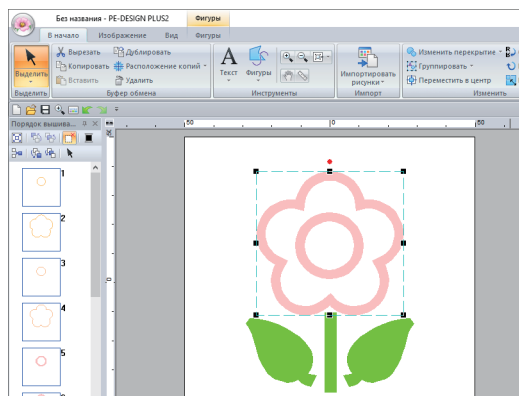 Без названия - PE-DESIGN PLUS2
Фигуры
В начало Изображение Вид Фигуры
Выделить
Вырезать
Копировать
Вставить
Дублировать
Расположение копий
Удалить
Текст
Фигуры
Импортировать рисунки
Изменить перекрытие
Группировать
Переместить в центр
Выделить Буфер обмена Инструменты Импорт Изменить
Порядок вышива...
50 0 50
0
1
2
3
4
5